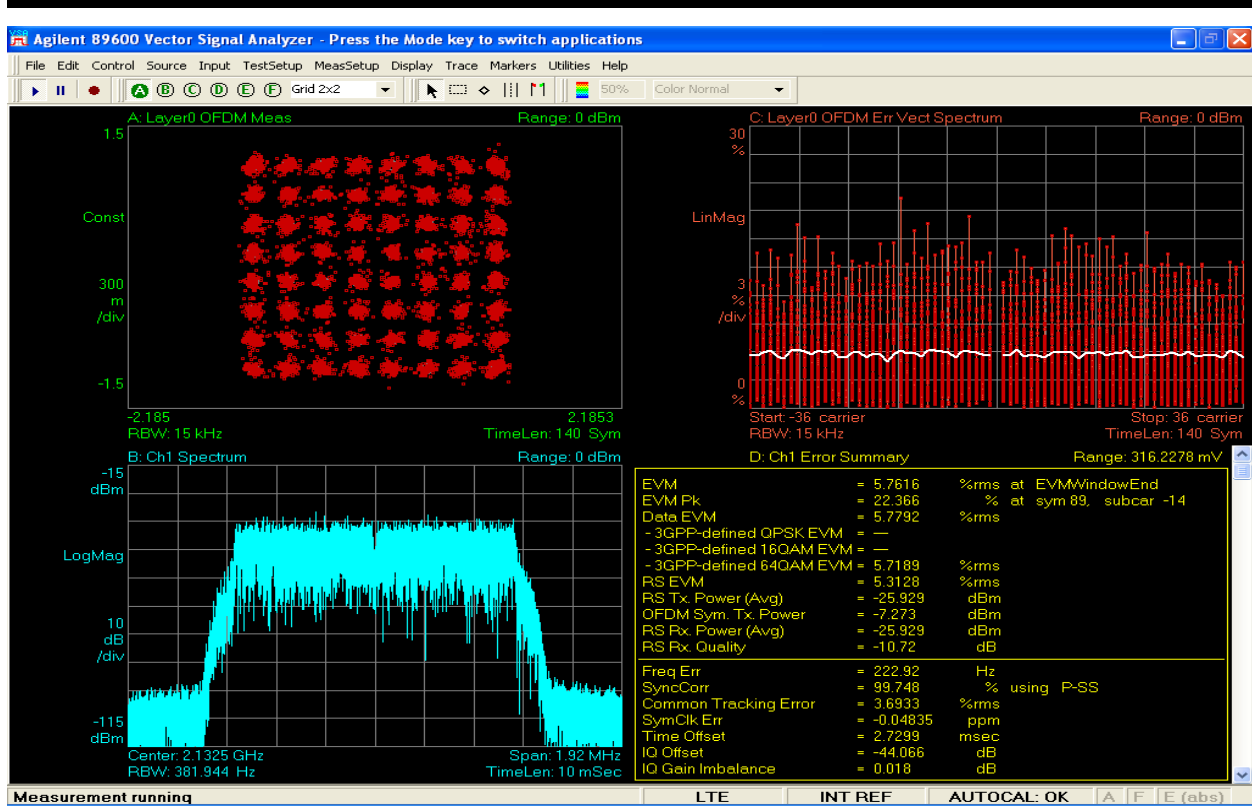 Agilent 89600 Vector Signal Analyzer - Press the Mode key to switch applications
File Edit Control Source Input TestSetup MeasSetup Display Trace Markers Utilities Help
A B C D E F Grid 2x2 50% Color Normal
A: Layer0 OFDM Meas Range: 0 dBm
1.5
Const
300
m
/div
-1.5
-2.185 2.1853
RBW: 15 kHz TimeLen: 140 Sym
C: Layer0 OFDM Err Vect Spectrum Range: 0 dBm
30
%
LinMag
3
%
/div
0
%
Start: -36 carrier Stop: 36 carrier
RBW: 15 kHz TimeLen: 140 Sym
B: Ch1 Spectrum Range: 0 dBm
-15
dBm
LogMag
10
dB
/div
-115
dBm
Center: 2.1325 GHz Span: 1.92 MHz
RBW: 381.944 Hz TimeLen: 10 mSec
D: Ch1 Error Summary Range: 316.2278 mV
EVM = 5.7616 %rms at EVMWindowEnd
EVM Pk = 22.366 % at sym 89, subcar -14
Data EVM = 5.7792 %rms
- 3GPP-defined QPSK EVM = —
- 3GPP-defined 16QAM EVM = —
- 3GPP-defined 64QAM EVM = 5.7189 %rms
RS EVM = 5.3128 %rms
RS Tx. Power (Avg) = -25.929 dBm
OFDM Sym. Tx. Power = -7.273 dBm
RS Rx. Power (Avg) = -25.929 dBm
RS Rx. Quality = -10.72 dB
Freq Err = 222.92 Hz
SyncCorr = 99.748 % using P-SS
Common Tracking Error = 3.6933 %rms
SymClk Err = -0.04835 ppm
Time Offset = 2.7299 msec
IQ Offset = -44.066 dB
IQ Gain Imbalance = 0.018 dB
Measurement running LTE INT REF AUTOCAL: OK A F E (abs)